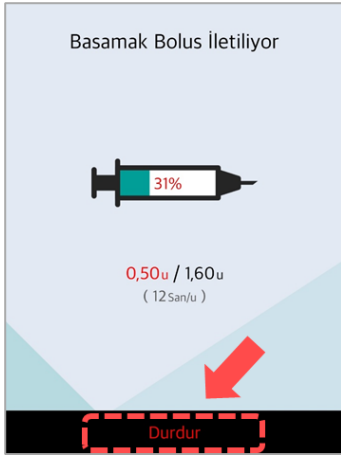 Basamak Bolus İletiliyor
31%
0,50u / 1,60u
( 12 San/u )
Durdur